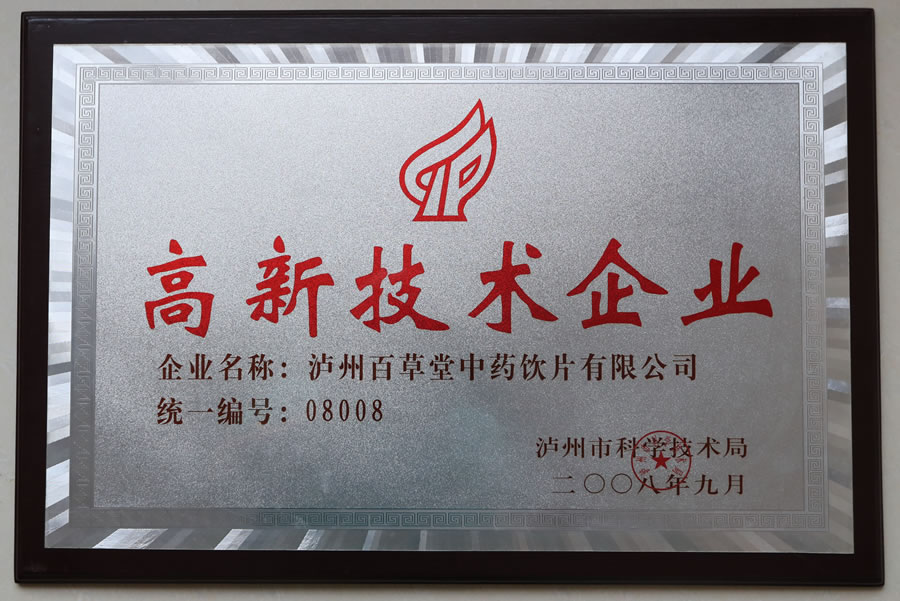 高新技术企业
企业名称：泸州百草堂中药饮片有限公司
统一编号：08008
泸州市科学技术局
二〇〇八年九月